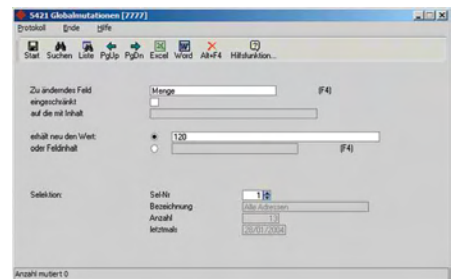 5421 Globalmutationen [7777]
Protokoll Ende Hilfe
Start Suchen Liste PgUp PgDn Excel Word Alt+F4 Hilfsfunktion...
Zu änderndes Feld Menge (F4)
eingeschränkt
auf die mit Inhalt
erhält neu den Wert: 120
oder Feldinhalt (F4)
Selektion: Sel-Nr 1
Bezeichnung Alle Adressen
Anzahl 13
letztmals 28/01/2004
Anzahl mutiert 0